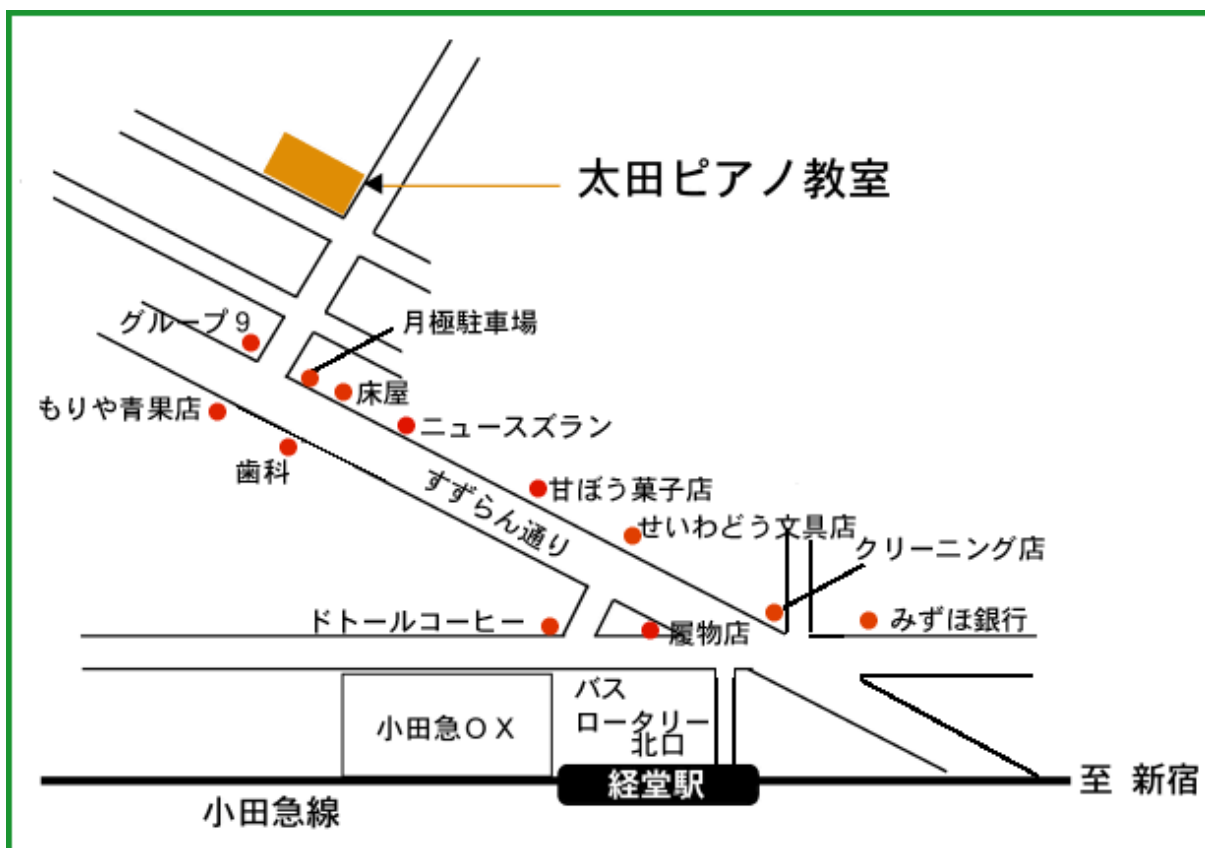 太田ピアノ教室
グループ９
月極駐車場
床屋
もりや青果店
ニュースズラン
歯科
すずらん通り
甘ぼう菓子店
せいわどう文具店
クリーニング店
ドトールコーヒー
履物店
みずほ銀行
バス
ロータリー
北口
小田急ＯＸ
経堂駅
至 新宿
小田急線